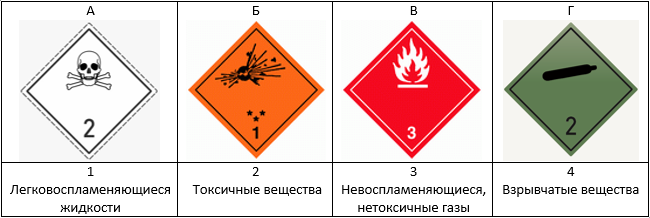 А Б В Г
2 1 3 2
1 2 3 4
Легковоспламеняющиеся жидкости
Токсичные вещества
Невоспламеняющиеся, нетоксичные газы
Взрывчатые вещества